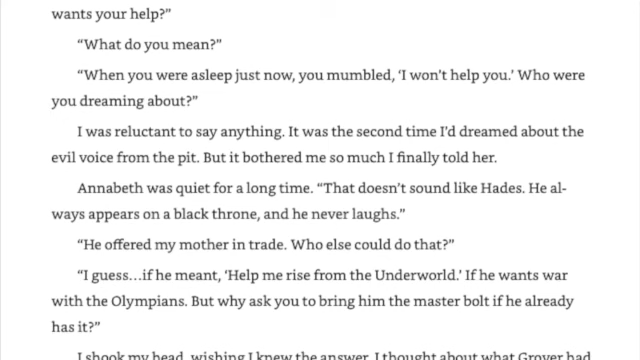 wants your help?”
“What do you mean?”
“When you were asleep just now, you mumbled, ‘I won’t help you.’ Who were
you dreaming about?”
I was reluctant to say anything. It was the second time I’d dreamed about the
evil voice from the pit. But it bothered me so much I finally told her.
Annabeth was quiet for a long time. “That doesn’t sound like Hades. He al-
ways appears on a black throne, and he never laughs.”
“He offered my mother in trade. Who else could do that?”
“I guess…if he meant, ‘Help me rise from the Underworld.’ If he wants war
with the Olympians. But why ask you to bring him the master bolt if he already
has it?”
I shook my head, wishing I knew the answer. I thought about what Grover had